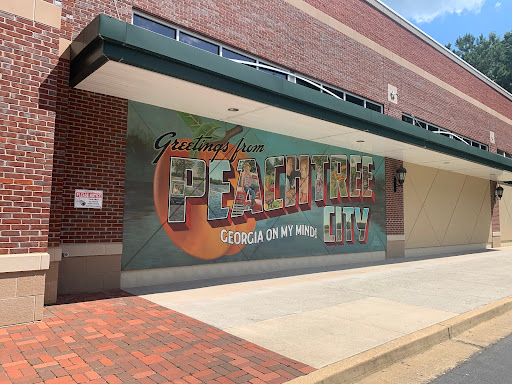 Greetings from
PEACHTREE
CITY
GEORGIA ON MY MIND!